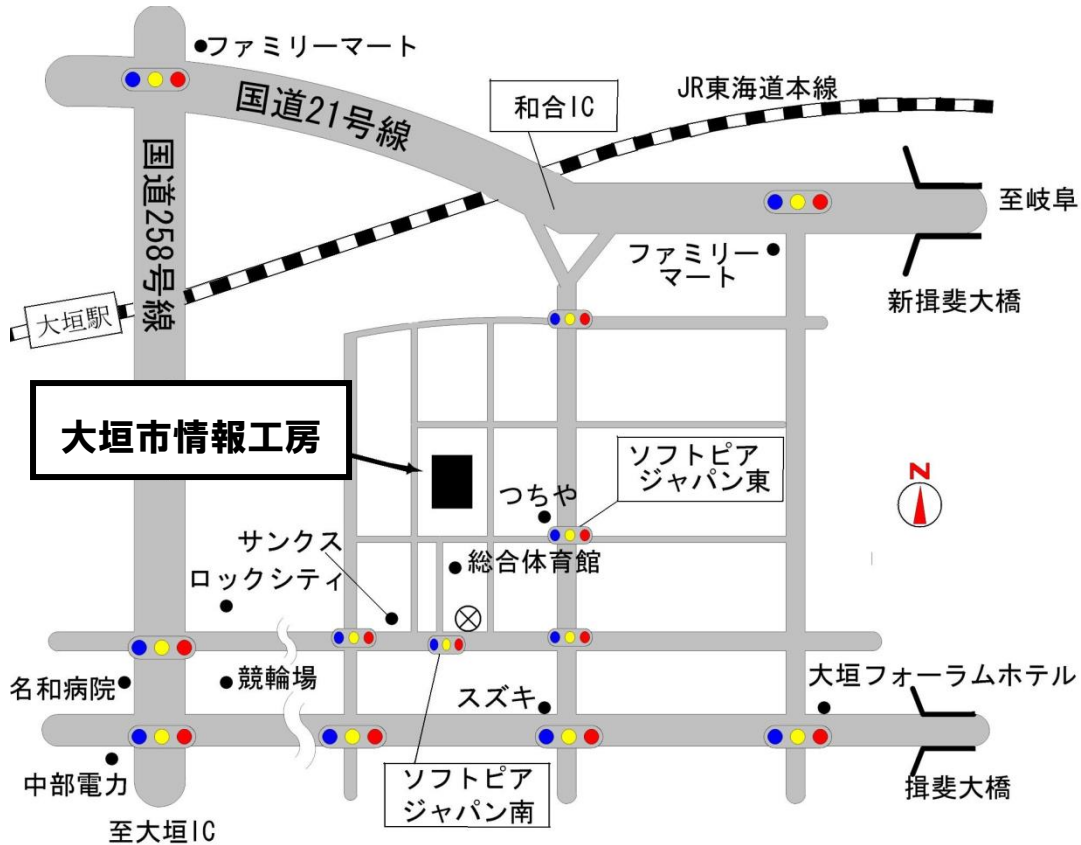 ファミリーマート
国道21号線
和合IC
JR東海道本線
国道258号線
至岐阜
ファミリー
マート
新揖斐大橋
大垣駅
大垣市情報工房
ソフトピア
ジャパン東
つちや
N
サンクス
総合体育館
ロックシティ
名和病院
競輪場
スズキ
大垣フォーラムホテル
中部電力
ソフトピア
ジャパン南
揖斐大橋
至大垣IC